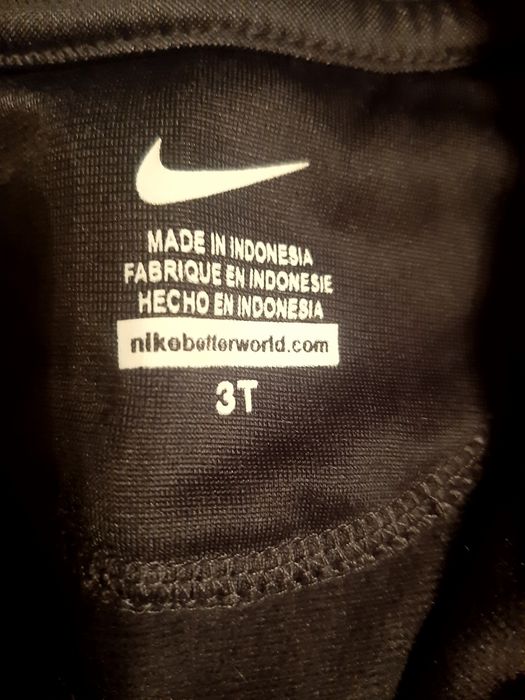 MADE IN INDONESIA
FABRIQUE EN INDONESIE
HECHO EN INDONESIA
nikebetterworld.com
3T